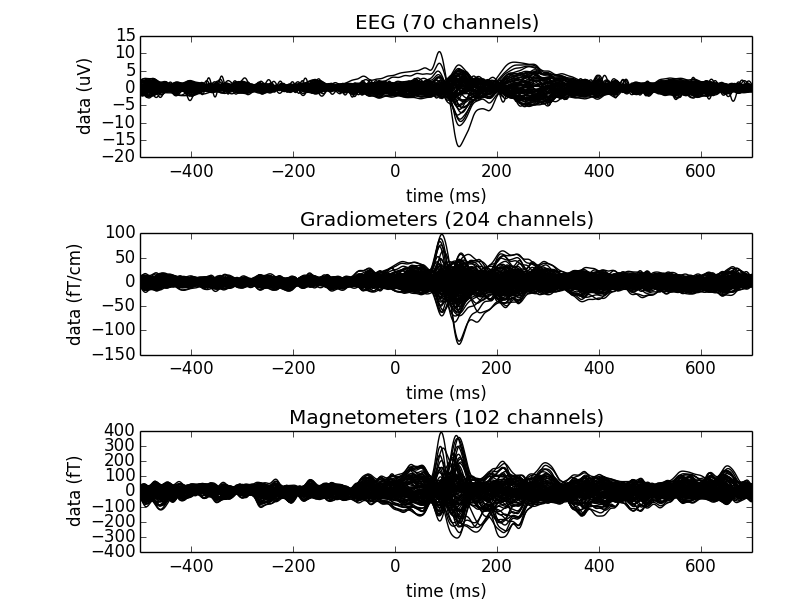 EEG (70 channels)
15
10
5
0
−5
−10
−15
−20
data (uV)
−400 −200 0 200 400 600
time (ms)
Gradiometers (204 channels)
100
50
0
−50
−100
−150
data (fT/cm)
−400 −200 0 200 400 600
time (ms)
Magnetometers (102 channels)
400
300
200
100
0
−100
−200
−300
−400
data (fT)
−400 −200 0 200 400 600
time (ms)